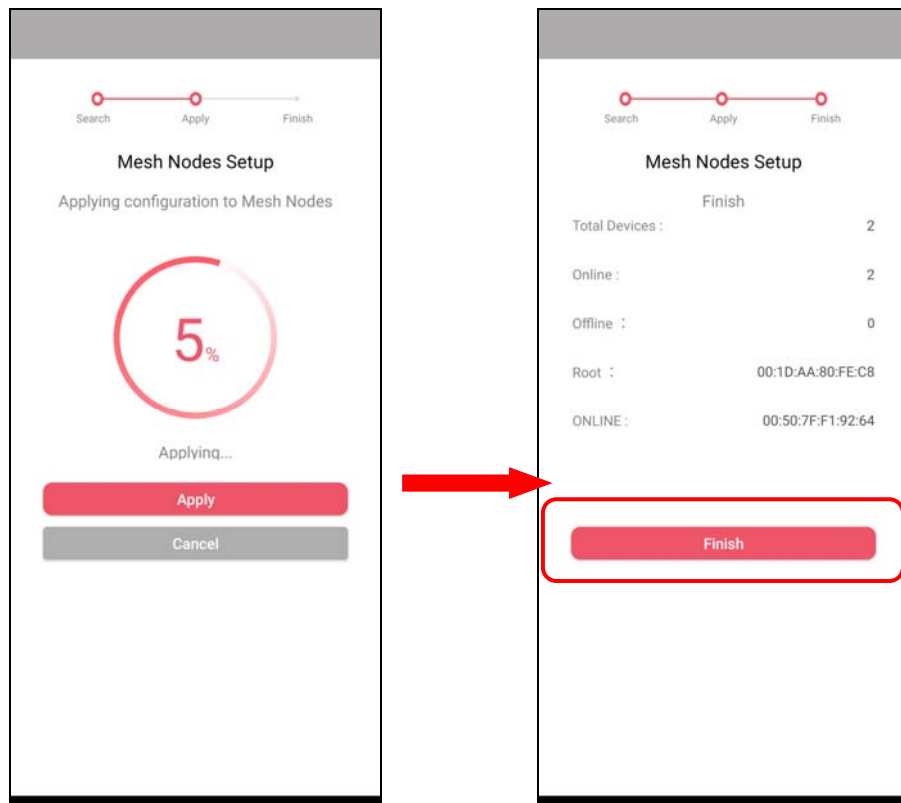 Search Apply Finish
Mesh Nodes Setup
Applying configuration to Mesh Nodes
5%
Applying...
Apply
Cancel
Search Apply Finish
Mesh Nodes Setup
Finish
Total Devices : 2
Online : 2
Offline : 0
Root : 00:1D:AA:80:FE:C8
ONLINE : 00:50:7F:F1:92:64
Finish